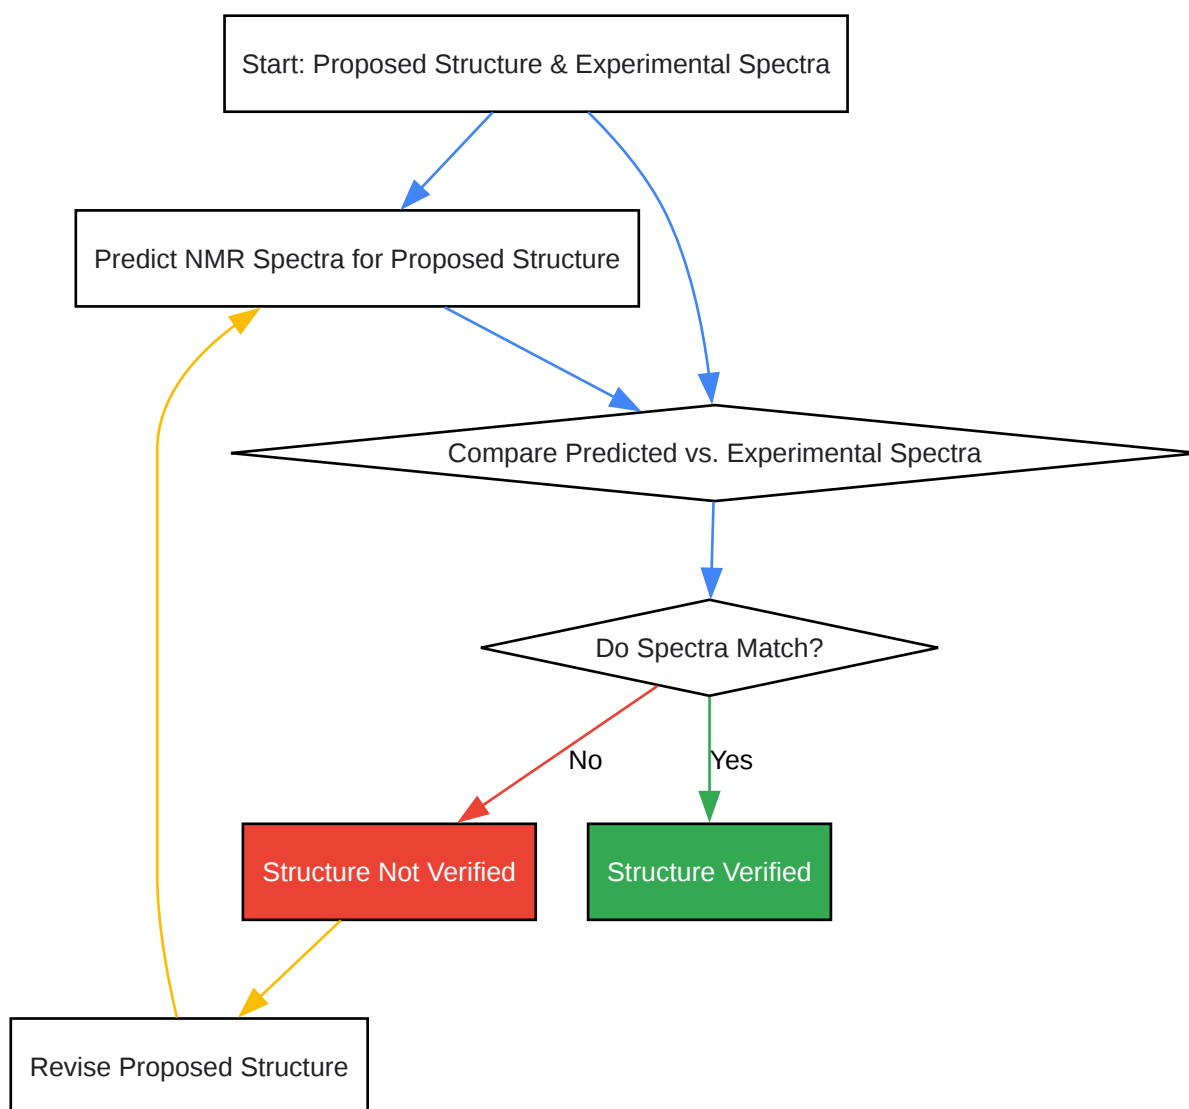 Start: Proposed Structure & Experimental Spectra
Predict NMR Spectra for Proposed Structure
Compare Predicted vs. Experimental Spectra
Do Spectra Match?
No
Yes
Structure Not Verified
Structure Verified
Revise Proposed Structure